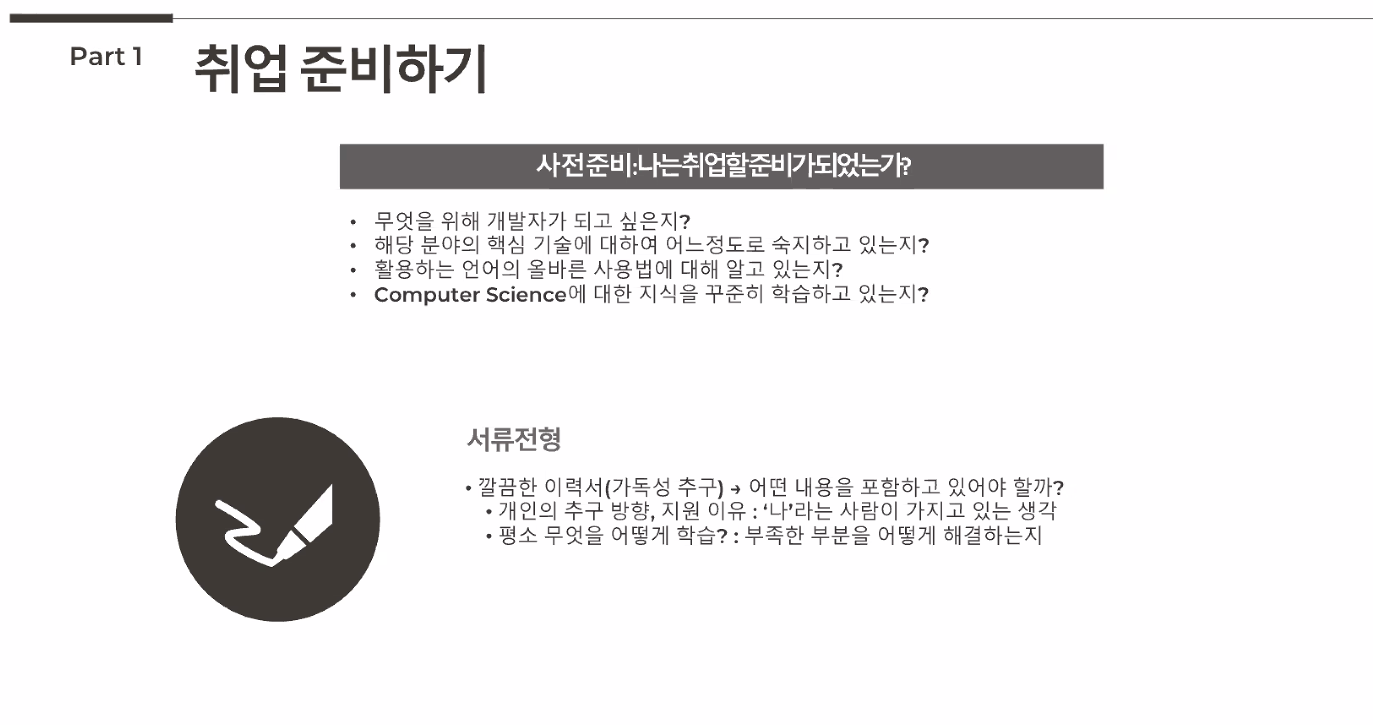 Part 1
취업 준비하기
사전 준비:나는 취업할 준비가 되었는가?
• 무엇을 위해 개발자가 되고 싶은지?
• 해당 분야의 핵심 기술에 대하여 어느정도로 숙지하고 있는지?
• 활용하는 언어의 올바른 사용법에 대해 알고 있는지?
• Computer Science에 대한 지식을 꾸준히 학습하고 있는지?
서류전형
• 깔끔한 이력서(가독성 추구) → 어떤 내용을 포함하고 있어야 할까?
• 개인의 추구 방향, 지원 이유 : ‘나’라는 사람이 가지고 있는 생각
• 평소 무엇을 어떻게 학습? : 부족한 부분을 어떻게 해결하는지